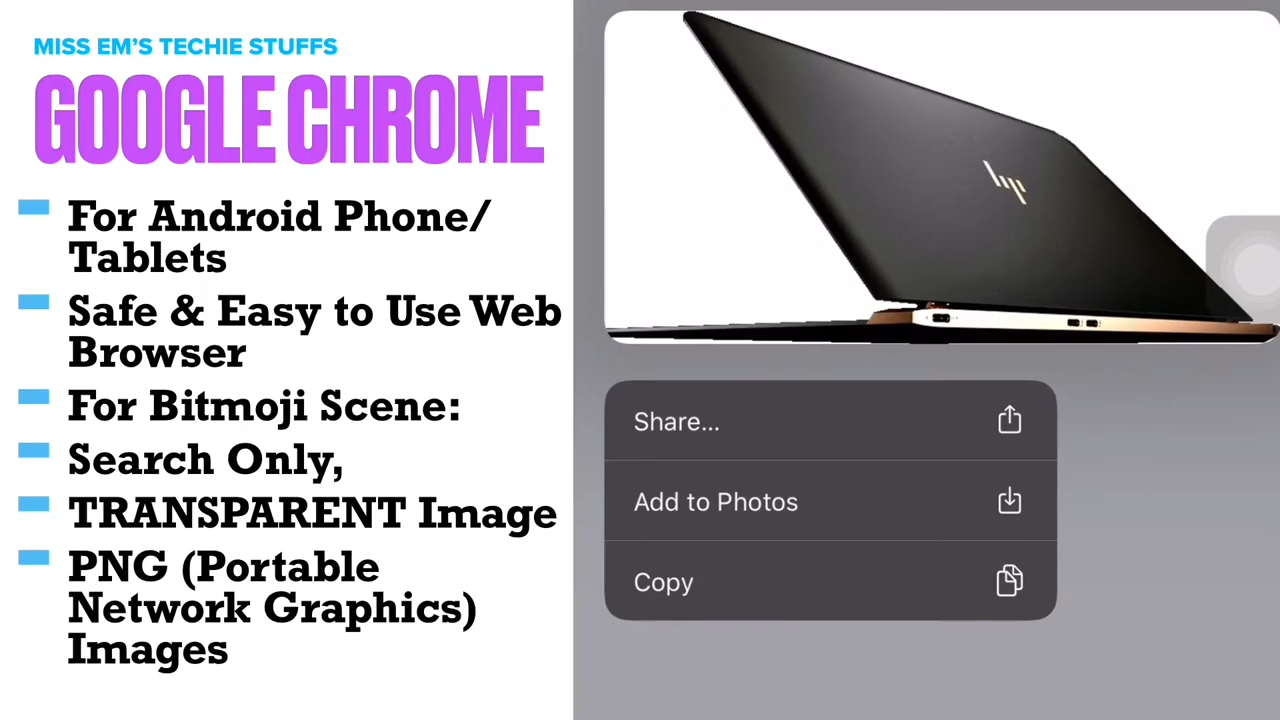 MISS EM'S TECHIE STUFFS
GOOGLE CHROME
For Android Phone/
Tablets
Safe & Easy to Use Web
Browser
For Bitmoji Scene:
Search Only,
TRANSPARENT Image
PNG (Portable
Network Graphics)
Images
hp
Share...
Add to Photos
Copy